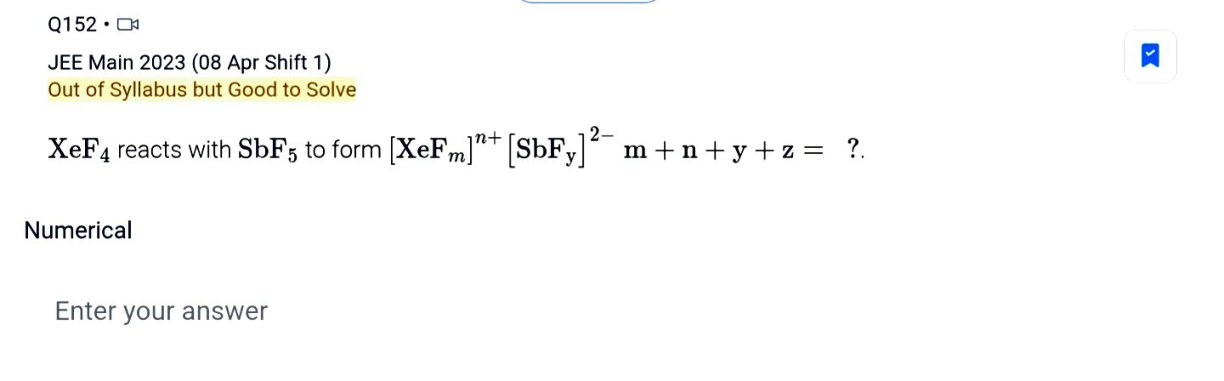 Q152 •
JEE Main 2023 (08 Apr Shift 1)
Out of Syllabus but Good to Solve
XeF₄ reacts with SbF₅ to form [XeFₘ]ⁿ⁺ [SbF_y]²⁻ m + n + y + z = ?.
Numerical
Enter your answer